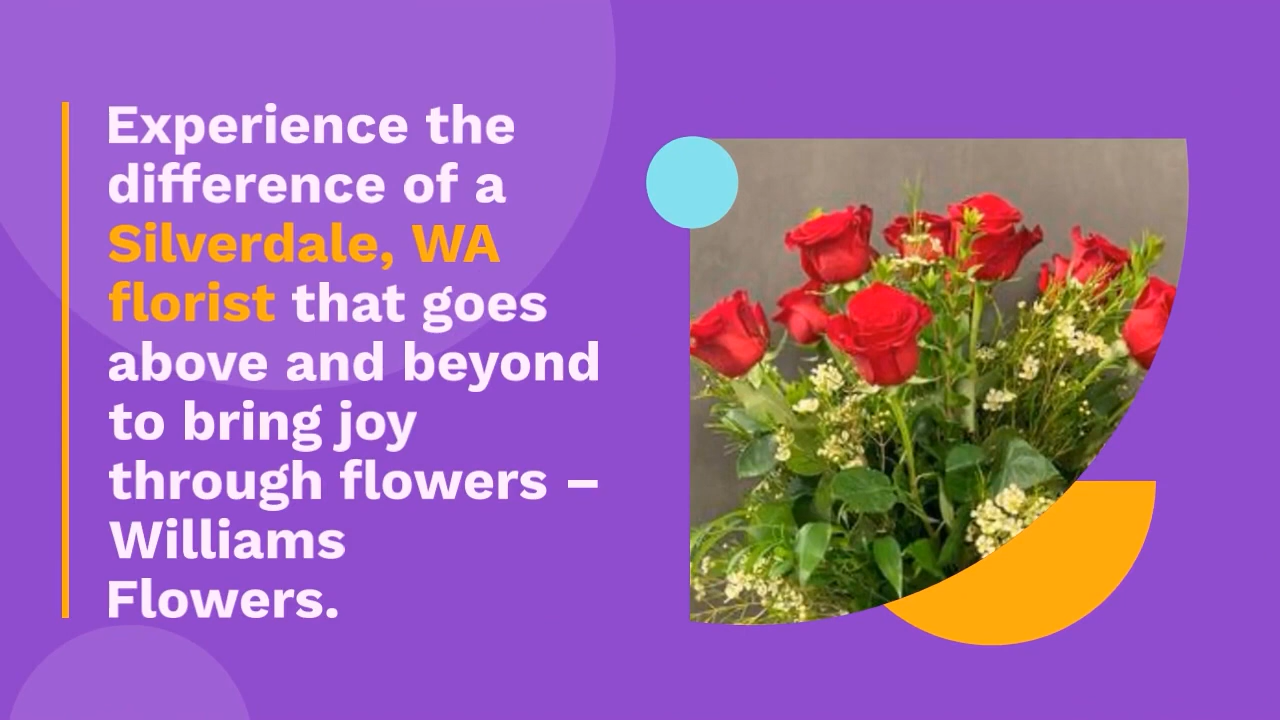 Experience the
difference of a
Silverdale, WA
florist that goes
above and beyond
to bring joy
through flowers –
Williams
Flowers.